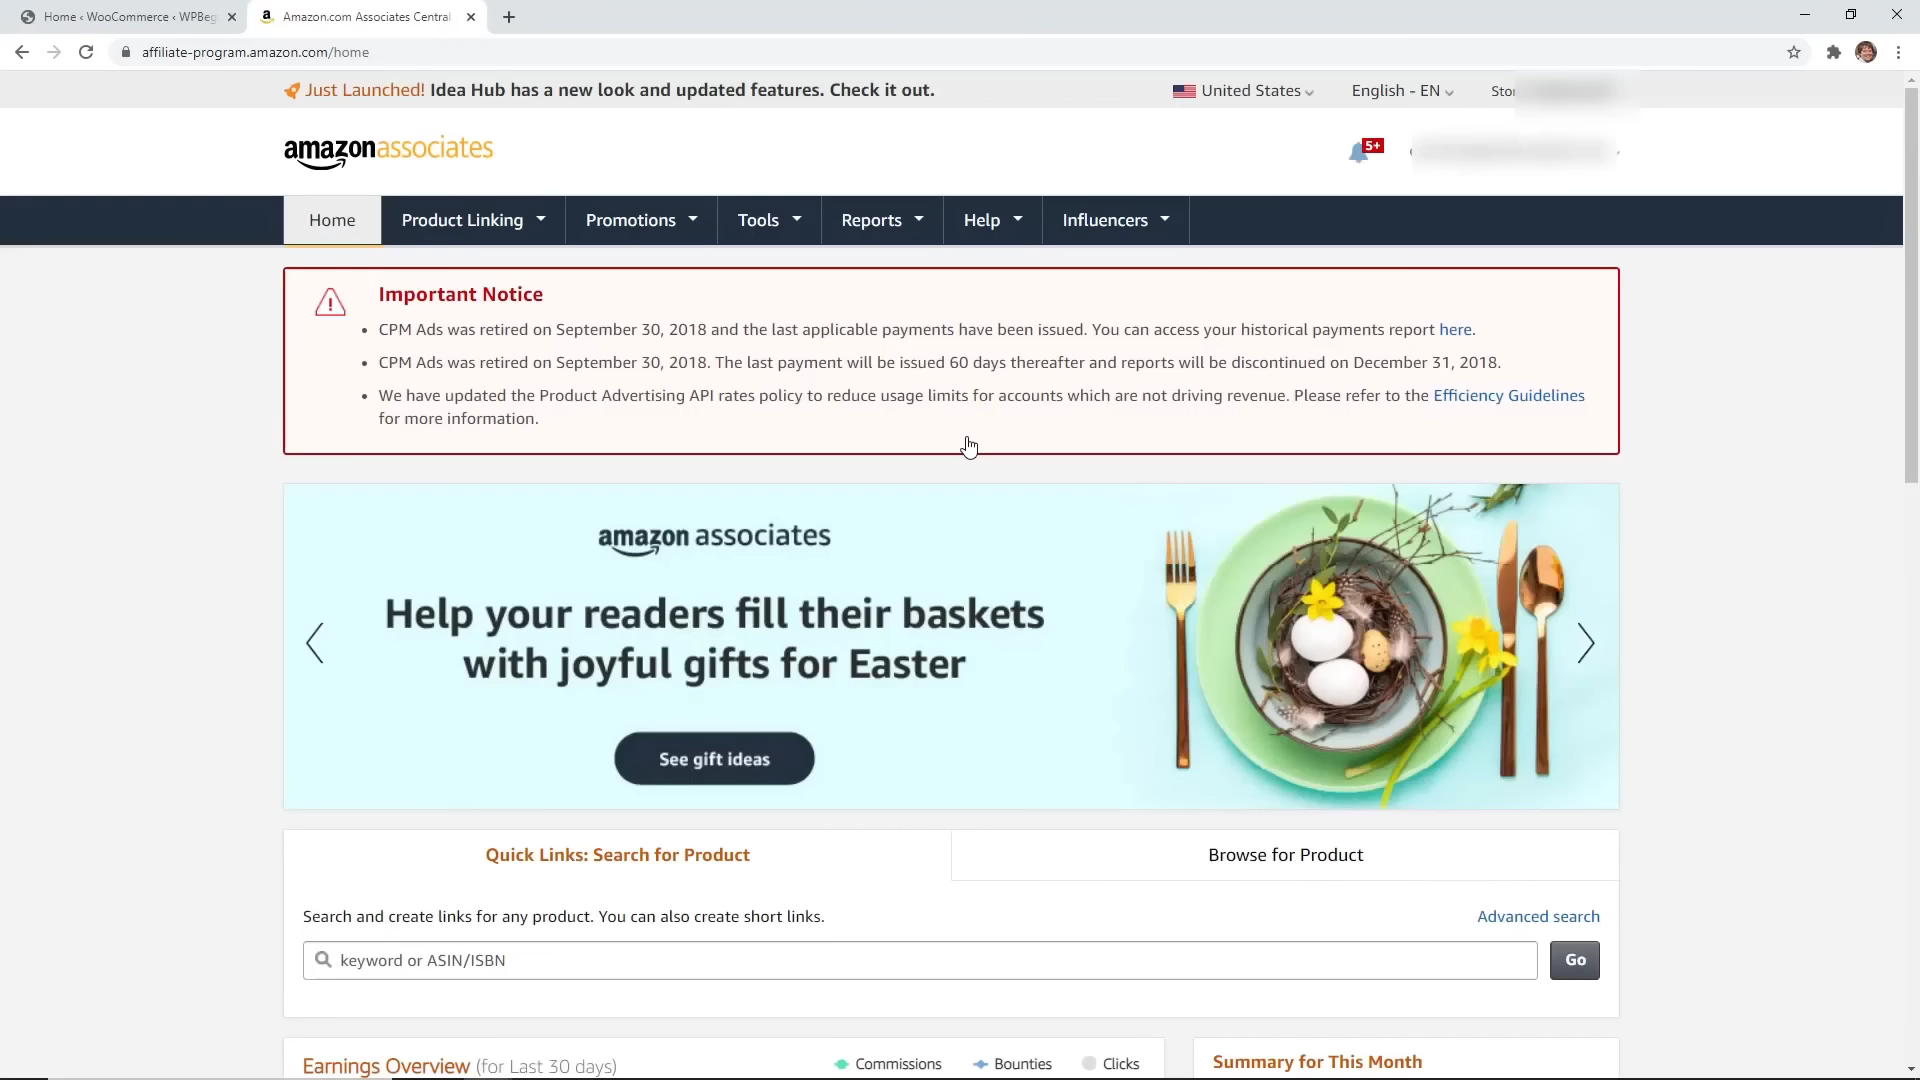 Home ‹ WooCommerce ‹ WPBeg
Amazon.com Associates Central
affiliate-program.amazon.com/home
Just Launched! Idea Hub has a new look and updated features. Check it out.
United States
English - EN
amazonassociates
5+
Home
Product Linking
Promotions
Tools
Reports
Help
Influencers
Important Notice
• CPM Ads was retired on September 30, 2018 and the last applicable payments have been issued. You can access your historical payments report here.
• CPM Ads was retired on September 30, 2018. The last payment will be issued 60 days thereafter and reports will be discontinued on December 31, 2018.
• We have updated the Product Advertising API rates policy to reduce usage limits for accounts which are not driving revenue. Please refer to the Efficiency Guidelines
for more information.
amazon associates
Help your readers fill their baskets
with joyful gifts for Easter
See gift ideas
Quick Links: Search for Product
Browse for Product
Search and create links for any product. You can also create short links.
Advanced search
keyword or ASIN/ISBN
Go
Earnings Overview (for Last 30 days)
Commissions
Bounties
Clicks
Summary for This Month